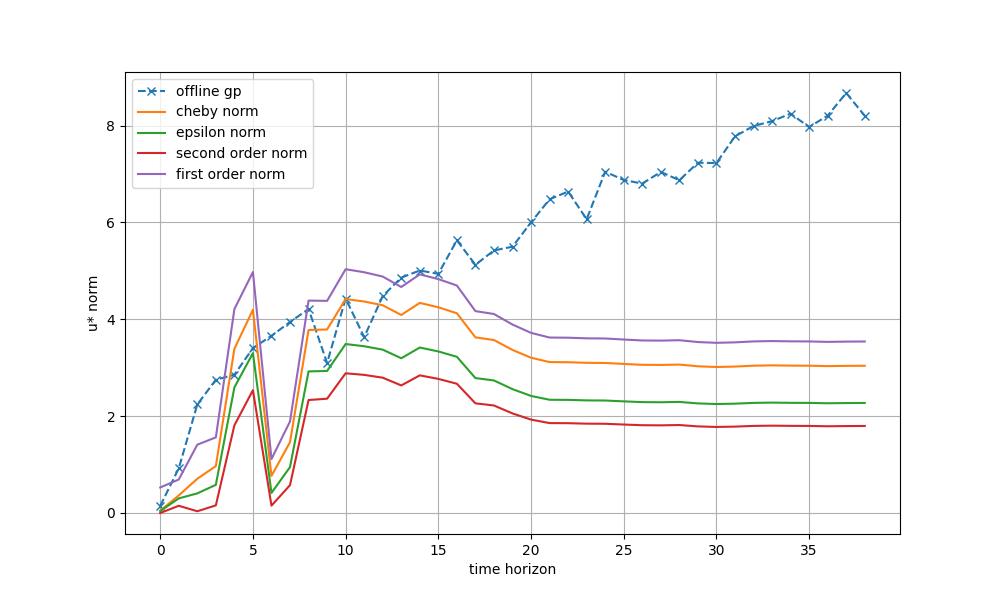 offline gp
cheby norm
epsilon norm
second order norm
first order norm
8
6
4
2
0
u* norm
0 5 10 15 20 25 30 35
time horizon